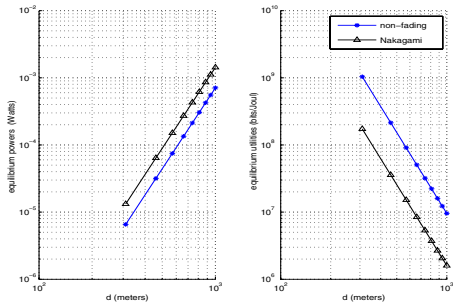 10^−2
10^−3
10^−4
10^−5
10^−6
equilibrium powers (Watts)
10^2
10^3
d (meters)
10^10
10^9
10^8
10^7
10^6
equilibrium utilities (bits/Joul)
10^2
10^3
d (meters)
non−fading
Nakagami